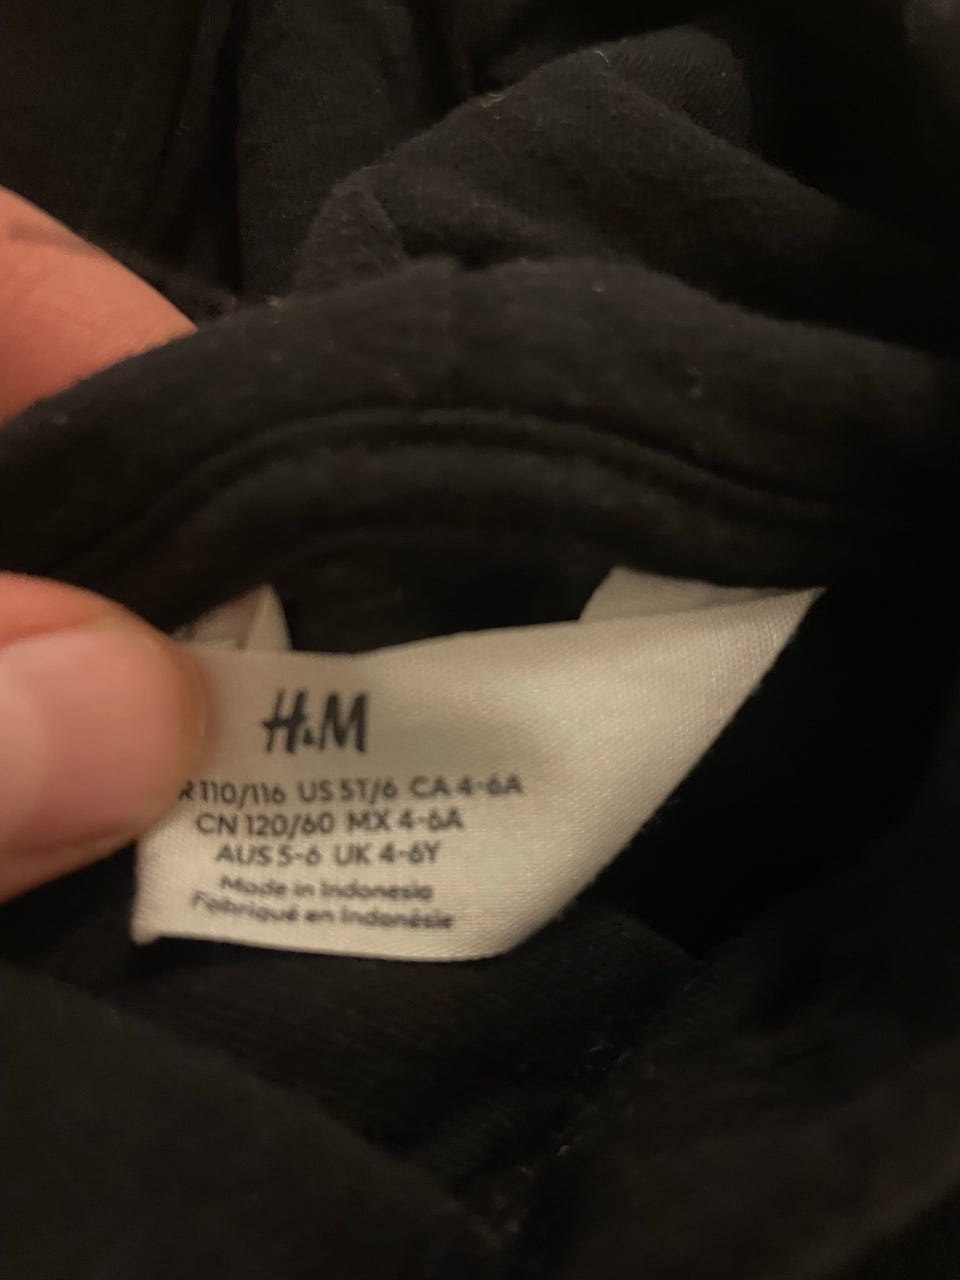 H&M
R 110/116 US 5T/6 CA 4-6A
CN 120/60 MX 4-6A
AUS 5-6 UK 4-6Y
Made in Indonesia
Fabriqué en Indonésie